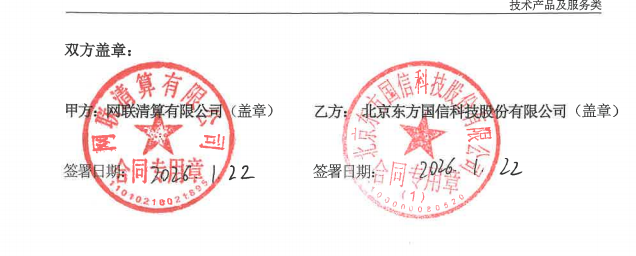 技术产品及服务类
双方盖章：
甲方：网联清算有限公司（盖章）
乙方： 北京东方国信科技股份有限公司（盖章）
签署日期： 2026.1.22
签署日期： 2026.1.22
网联清算有限公司
合同专用章
11010210021895
北京东方国信科技股份有限公司
合同专用章
（1）